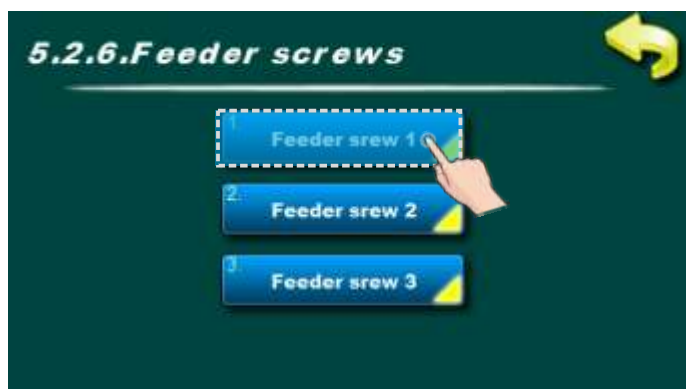 5.2.6.Feeder screws
1.
Feeder srew 1
2.
Feeder srew 2
3.
Feeder srew 3